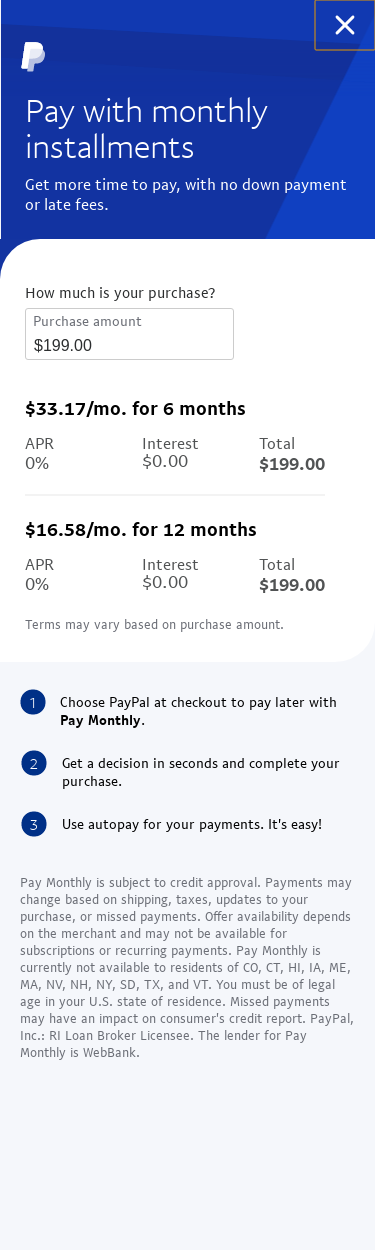 Pay with monthly
installments
Get more time to pay, with no down payment
or late fees.
How much is your purchase?
Purchase amount
$199.00
$33.17/mo. for 6 months
APR Interest Total
0% $0.00 $199.00
$16.58/mo. for 12 months
APR Interest Total
0% $0.00 $199.00
Terms may vary based on purchase amount.
1 Choose PayPal at checkout to pay later with
Pay Monthly.
2 Get a decision in seconds and complete your
purchase.
3 Use autopay for your payments. It's easy!
Pay Monthly is subject to credit approval. Payments may
change based on shipping, taxes, updates to your
purchase, or missed payments. Offer availability depends
on the merchant and may not be available for
subscriptions or recurring payments. Pay Monthly is
currently not available to residents of CO, CT, HI, IA, ME,
MA, NV, NH, NY, SD, TX, and VT. You must be of legal
age in your U.S. state of residence. Missed payments
may have an impact on consumer's credit report. PayPal,
Inc.: RI Loan Broker Licensee. The lender for Pay
Monthly is WebBank.